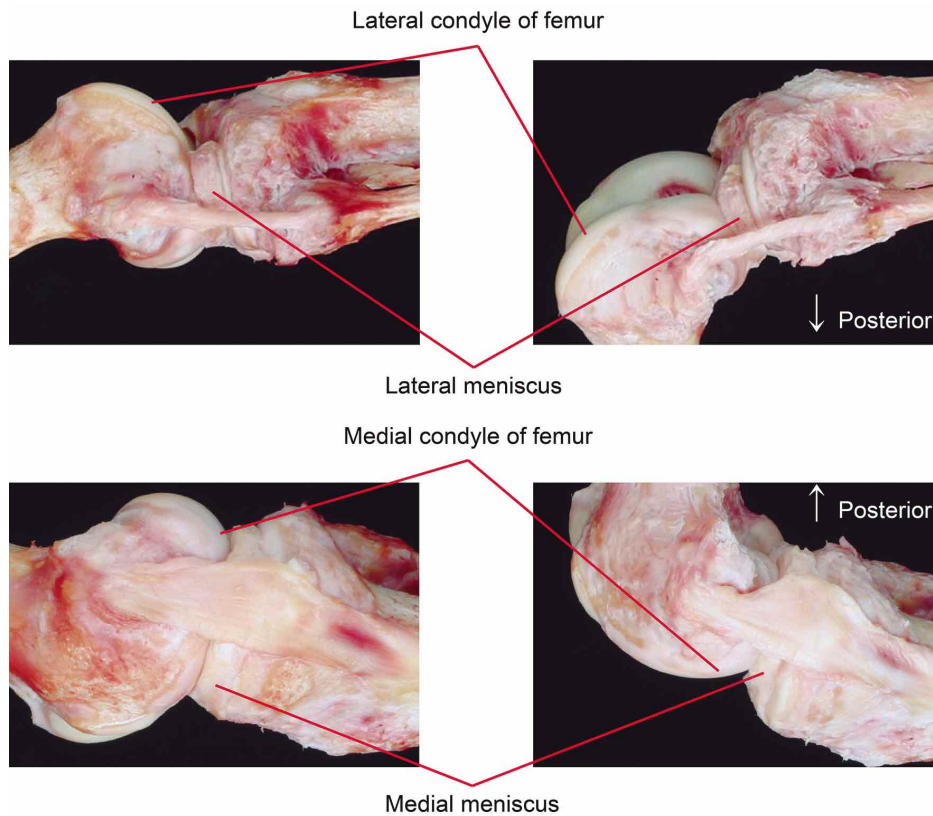 Lateral condyle of femur
↓ Posterior
Lateral meniscus
Medial condyle of femur
↑ Posterior
Medial meniscus